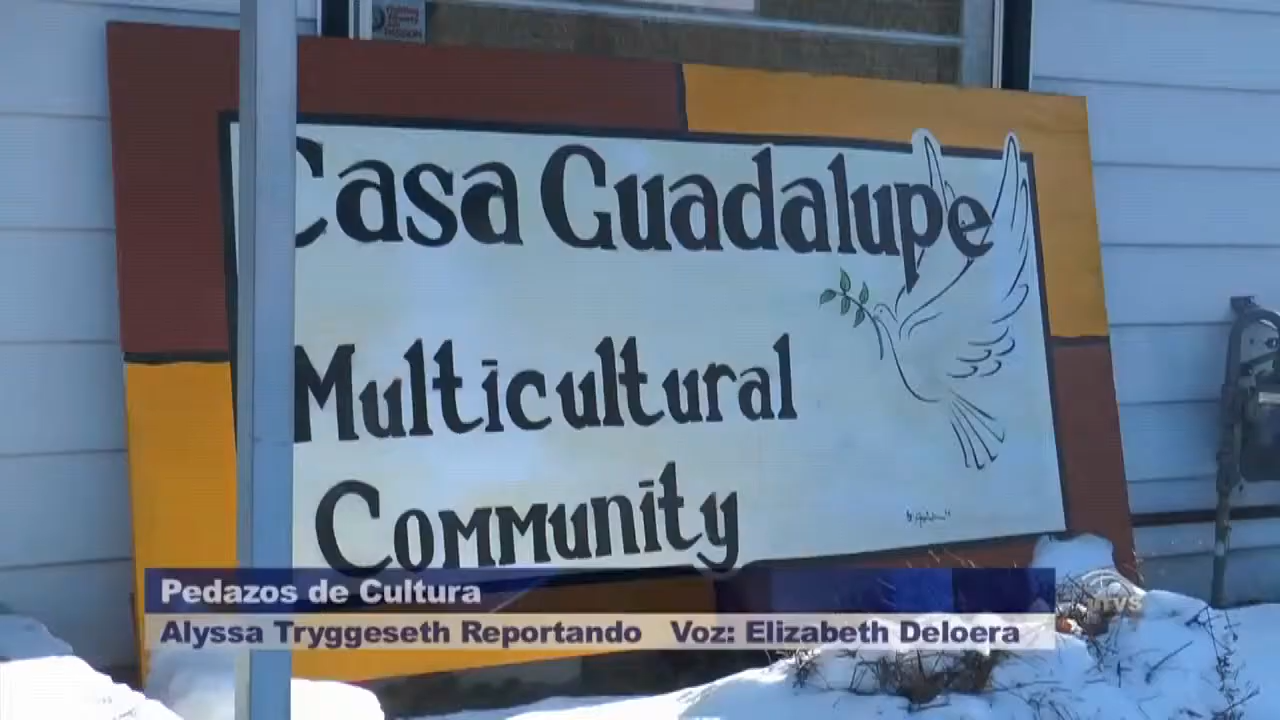 Casa Guadalupe
Multicultural
Community
Pedazos de Cultura
Alyssa Tryggeseth Reportando Voz: Elizabeth Deloera